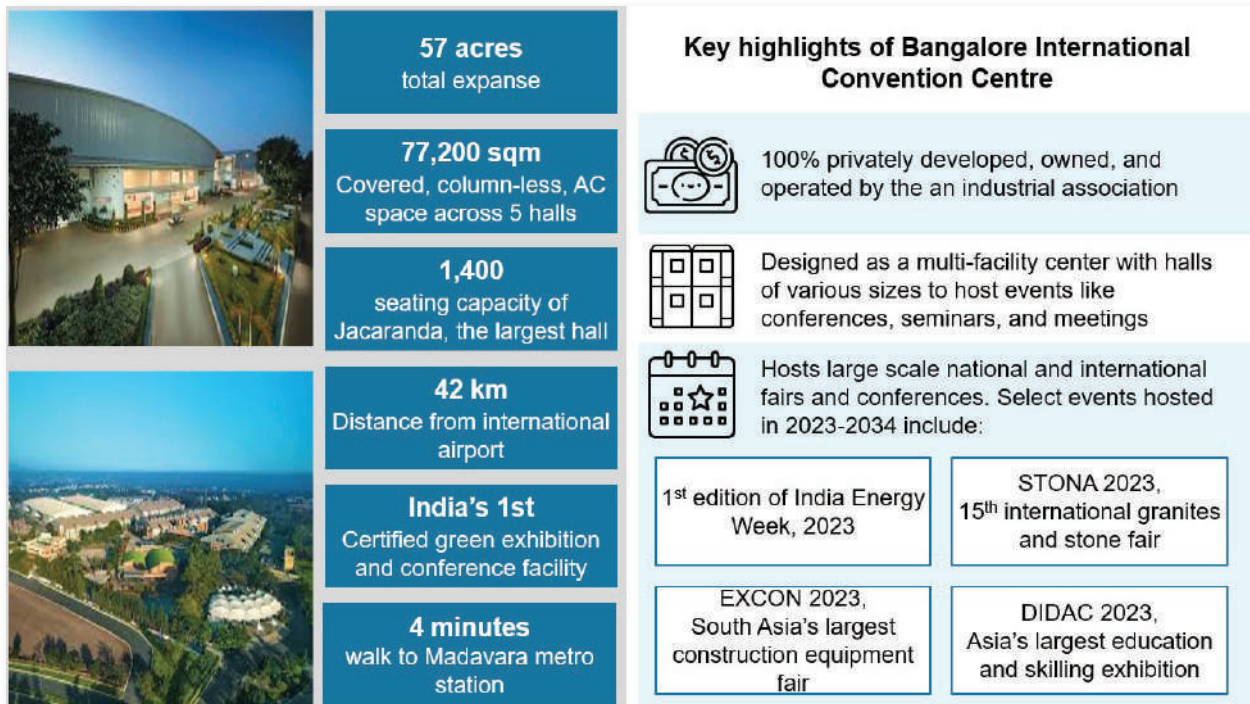 57 acres
total expanse
77,200 sqm
Covered, column-less, AC
space across 5 halls
1,400
seating capacity of
Jacaranda, the largest hall
42 km
Distance from international
airport
India's 1st
Certified green exhibition
and conference facility
4 minutes
walk to Madavara metro
station
Key highlights of Bangalore International
Convention Centre
100% privately developed, owned, and
operated by the an industrial association
Designed as a multi-facility center with halls
of various sizes to host events like
conferences, seminars, and meetings
Hosts large scale national and international
fairs and conferences. Select events hosted
in 2023-2034 include:
1st edition of India Energy
Week, 2023
STONA 2023,
15th international granites
and stone fair
EXCON 2023,
South Asia's largest
construction equipment
fair
DIDAC 2023,
Asia's largest education
and skilling exhibition